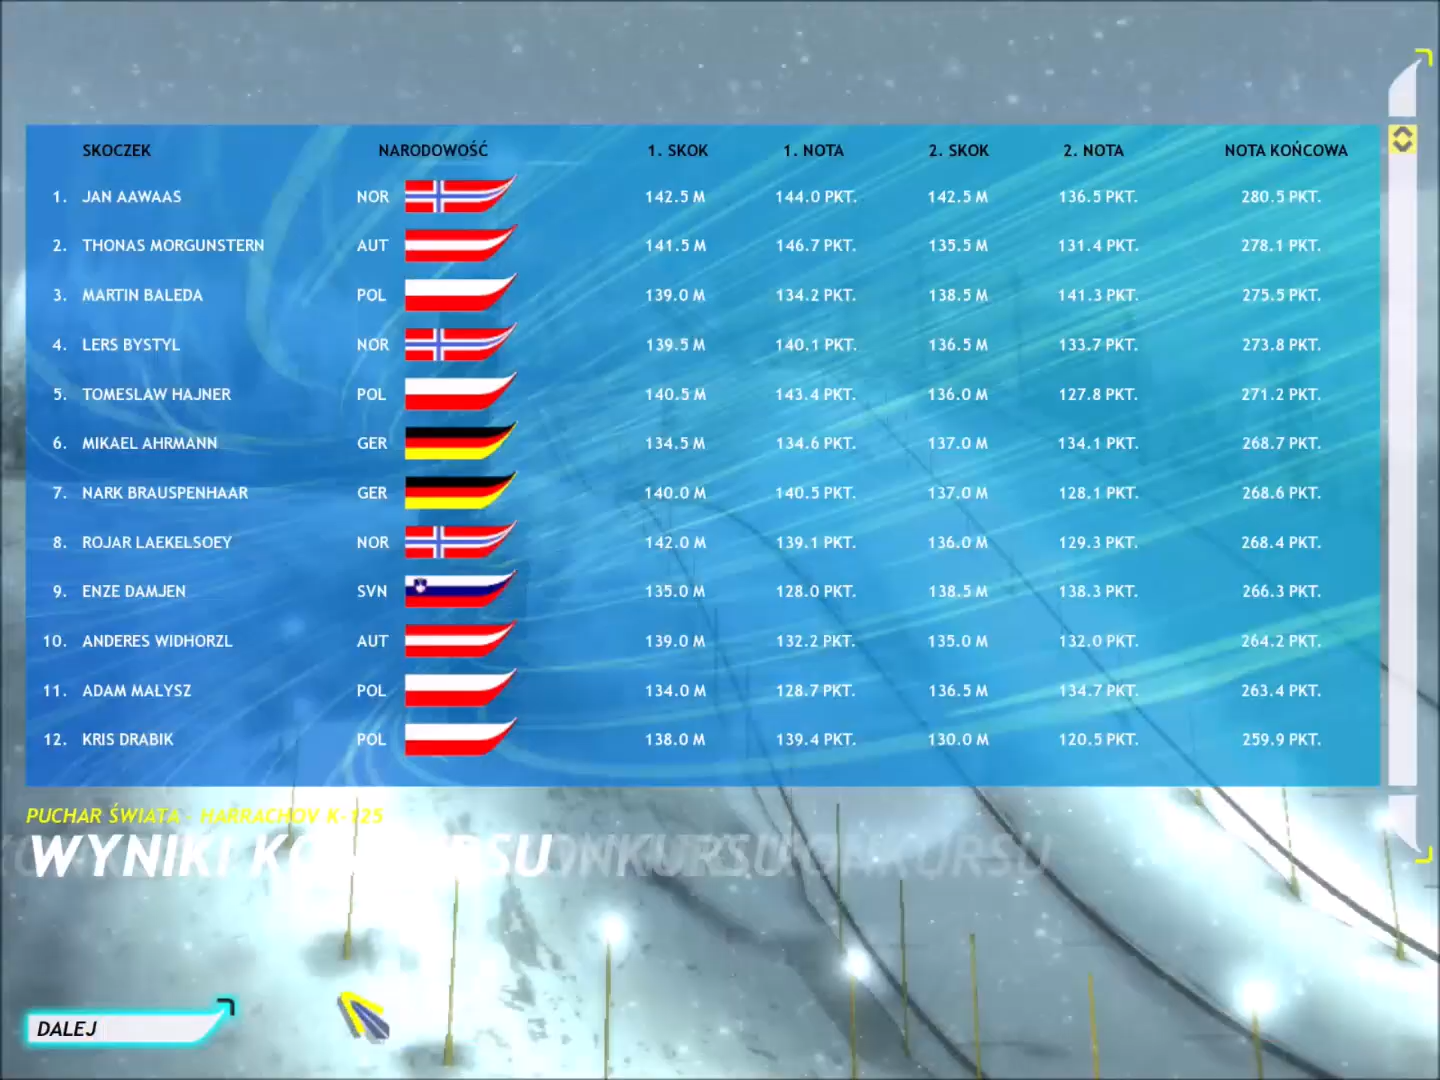 SKOCZEK NARODOWOŚĆ 1. SKOK 1. NOTA 2. SKOK 2. NOTA NOTA KOŃCOWA
1. JAN AAWAAS NOR 142.5 M 144.0 PKT. 142.5 M 136.5 PKT. 280.5 PKT.
2. THONAS MORGUNSTERN AUT 141.5 M 146.7 PKT. 135.5 M 131.4 PKT. 278.1 PKT.
3. MARTIN BALEDA POL 139.0 M 134.2 PKT. 138.5 M 141.3 PKT. 275.5 PKT.
4. LERS BYSTYL NOR 139.5 M 140.1 PKT. 136.5 M 133.7 PKT. 273.8 PKT.
5. TOMESLAW HAJNER POL 140.5 M 143.4 PKT. 136.0 M 127.8 PKT. 271.2 PKT.
6. MIKAEL AHRMANN GER 134.5 M 134.6 PKT. 137.0 M 134.1 PKT. 268.7 PKT.
7. NARK BRAUSPENHAAR GER 140.0 M 140.5 PKT. 137.0 M 128.1 PKT. 268.6 PKT.
8. ROJAR LAEKELSOEY NOR 142.0 M 139.1 PKT. 136.0 M 129.3 PKT. 268.4 PKT.
9. ENZE DAMJEN SVN 135.0 M 128.0 PKT. 138.5 M 138.3 PKT. 266.3 PKT.
10. ANDERES WIDHORZL AUT 139.0 M 132.2 PKT. 135.0 M 132.0 PKT. 264.2 PKT.
11. ADAM MAŁYSZ POL 134.0 M 128.7 PKT. 136.5 M 134.7 PKT. 263.4 PKT.
12. KRIS DRABIK POL 138.0 M 139.4 PKT. 130.0 M 120.5 PKT. 259.9 PKT.
PUCHAR ŚWIATA - HARRACHOV K-125
WYNIKI KONKURSU
DALEJ